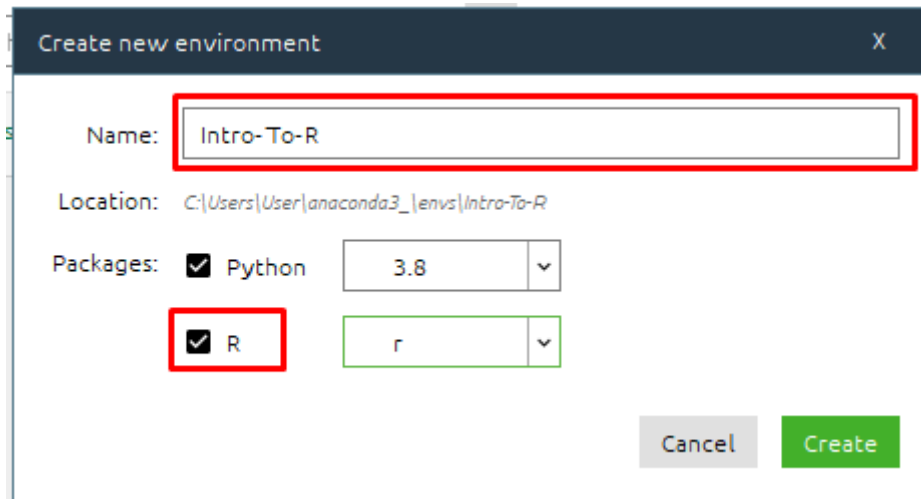 Create new environment X
Name: Intro-To-R
Location: C:\Users\User\anaconda3_\envs\Intro-To-R
Packages: Python 3.8
R r
Cancel Create